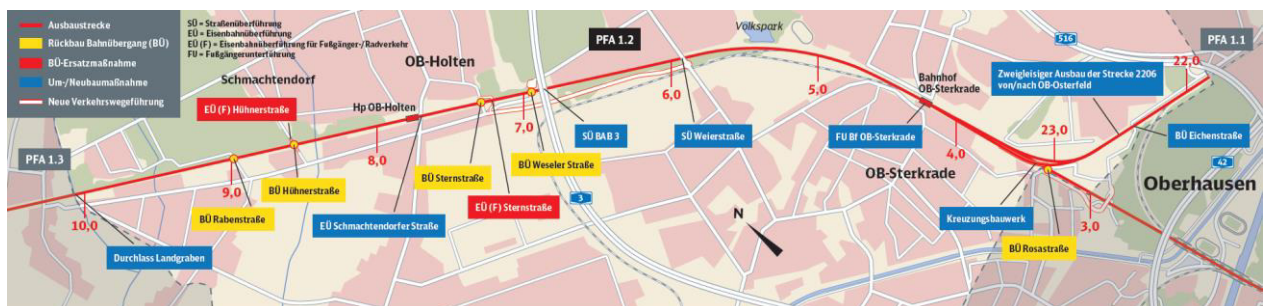 Ausbaustrecke
Rückbau Bahnübergang (BÜ)
BÜ-Ersatzmaßnahme
Um-/Neubaumaßnahme
Neue Verkehrswegeführung
SÜ = Straßenüberführung
EÜ = Eisenbahnüberführung
EÜ (F) = Eisenbahnüberführung für Fußgänger-/Radverkehr
FU = Fußgängerunterführung
PFA 1.2
Volkspark
516
PFA 1.1
OB-Holten
Schmachtendorf
EÜ (F) Hühnerstraße
Hp OB-Holten
Bahnhof
OB-Sterkrade
Zweigleisiger Ausbau der Strecke 2206
von/nach OB-Osterfeld
22,0
6,0
5,0
7,0
8,0
9,0
10,0
4,0
23,0
3,0
SÜ BAB 3
SÜ Weierstraße
FU Bf OB-Sterkrade
BÜ Eichenstraße
PFA 1.3
BÜ Weseler Straße
BÜ Sternstraße
BÜ Hühnerstraße
BÜ Rabenstraße
42
OB-Sterkrade
Oberhausen
3
EÜ (F) Sternstraße
EÜ Schmachtendorfer Straße
N
Kreuzungsbauwerk
BÜ Rosastraße
Durchlass Landgraben